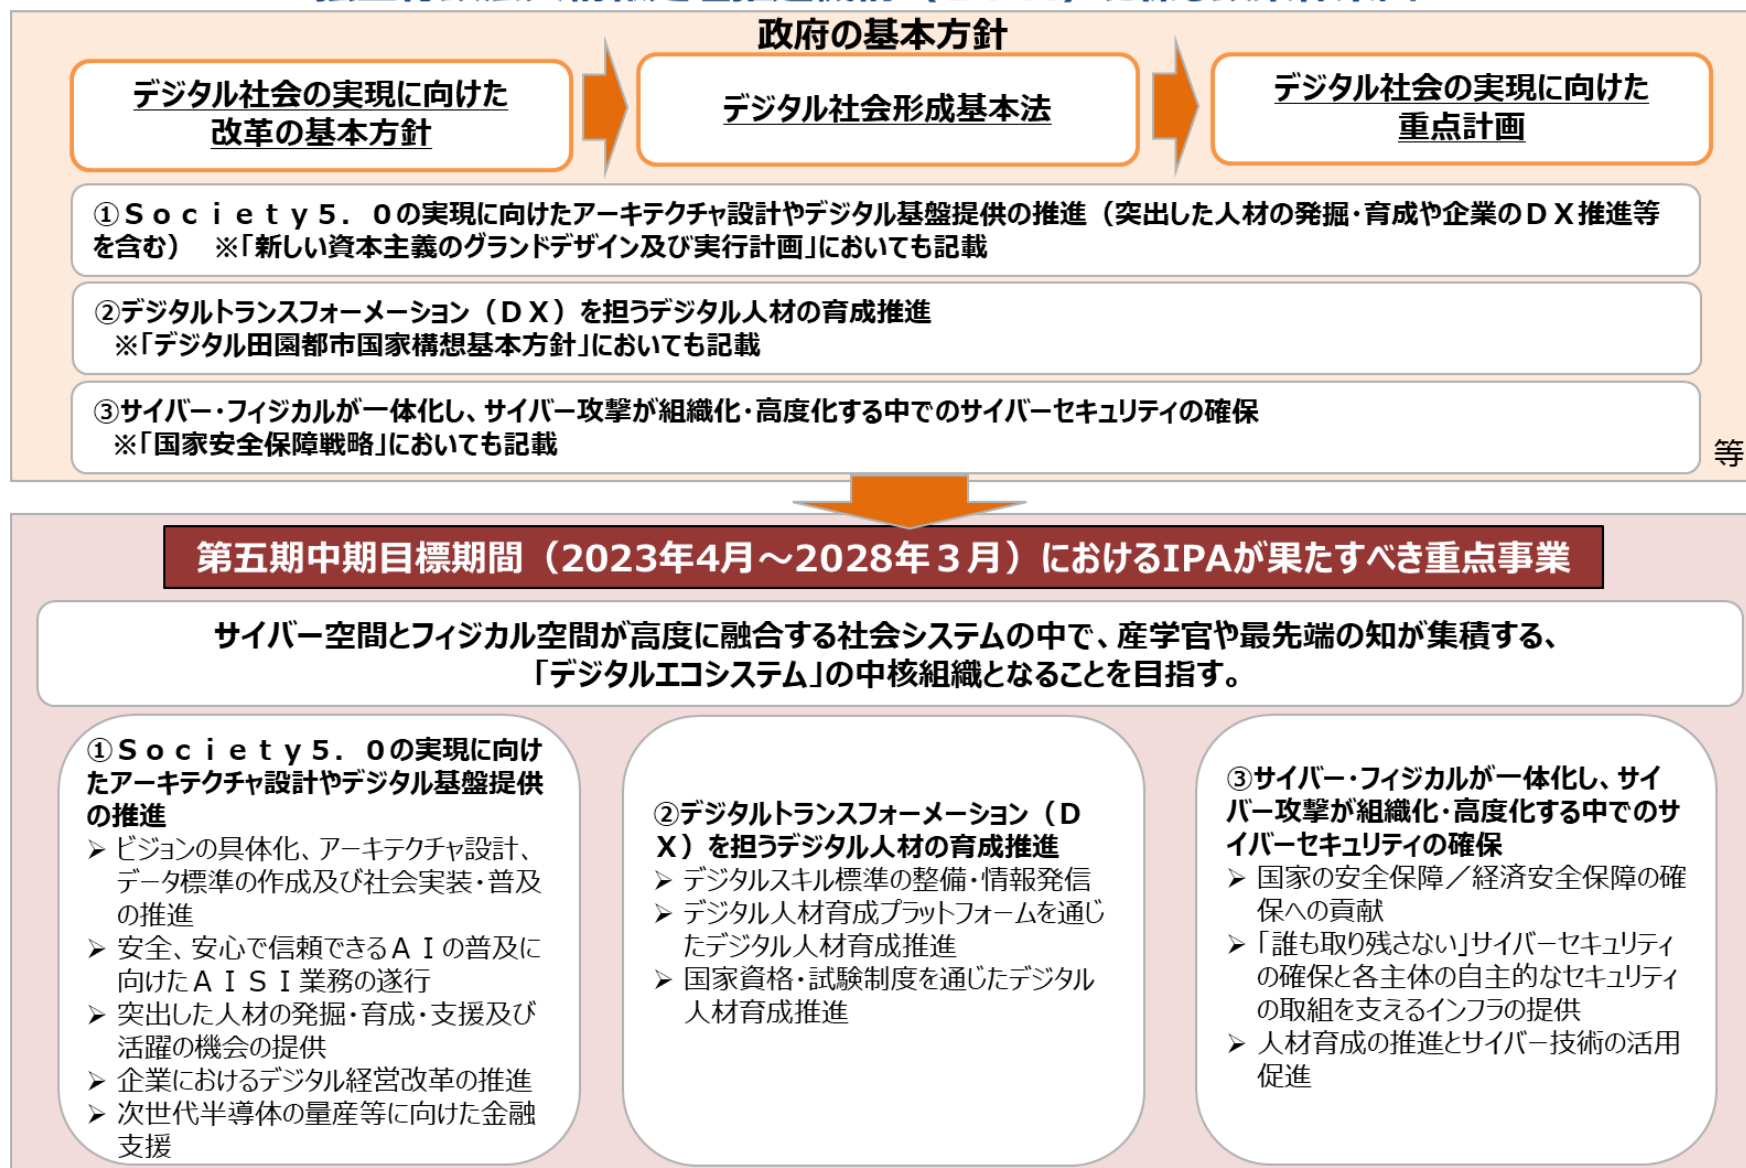 政府の基本方針
デジタル社会の実現に向けた
改革の基本方針
デジタル社会形成基本法
デジタル社会の実現に向けた
重点計画
①Ｓｏｃｉｅｔｙ５．０の実現に向けたアーキテクチャ設計やデジタル基盤提供の推進（突出した人材の発掘・育成や企業のＤＸ推進等
を含む）　※「新しい資本主義のグランドデザイン及び実行計画」においても記載
②デジタルトランスフォーメーション（ＤＸ）を担うデジタル人材の育成推進
※「デジタル田園都市国家構想基本方針」においても記載
③サイバー・フィジカルが一体化し、サイバー攻撃が組織化・高度化する中でのサイバーセキュリティの確保
※「国家安全保障戦略」においても記載
等
第五期中期目標期間（2023年4月～2028年３月）におけるIPAが果たすべき重点事業
サイバー空間とフィジカル空間が高度に融合する社会システムの中で、産学官や最先端の知が集積する、
「デジタルエコシステム」の中核組織となることを目指す。
①Ｓｏｃｉｅｔｙ５．０の実現に向け
たアーキテクチャ設計やデジタル基盤提供
の推進
➢ ビジョンの具体化、アーキテクチャ設計、
データ標準の作成及び社会実装・普及
の推進
➢ 安全、安心で信頼できるＡＩの普及に
向けたＡＩＳＩ業務の遂行
➢ 突出した人材の発掘・育成・支援及び
活躍の機会の提供
➢ 企業におけるデジタル経営改革の推進
➢ 次世代半導体の量産等に向けた金融
支援
②デジタルトランスフォーメーション（Ｄ
Ｘ）を担うデジタル人材の育成推進
➢ デジタルスキル標準の整備・情報発信
➢ デジタル人材育成プラットフォームを通じ
たデジタル人材育成推進
➢ 国家資格・試験制度を通じたデジタル
人材育成推進
③サイバー・フィジカルが一体化し、サイ
バー攻撃が組織化・高度化する中でのサ
イバーセキュリティの確保
➢ 国家の安全保障／経済安全保障の確
保への貢献
➢ 「誰も取り残さない」サイバーセキュリティ
の確保と各主体の自主的なセキュリティ
の取組を支えるインフラの提供
➢ 人材育成の推進とサイバー技術の活用
促進